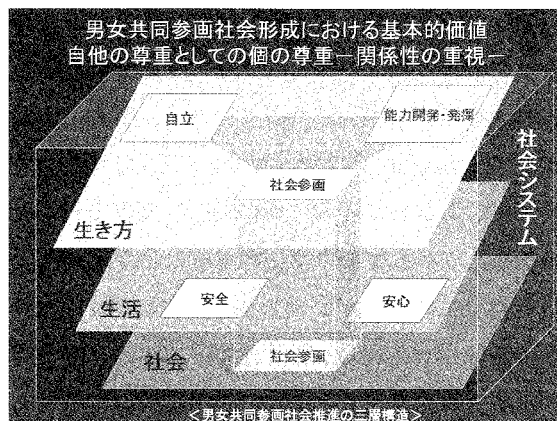 男女共同参画社会形成における基本的価値
自他の尊重としての個の尊重－関係性の重視－
自立
能力開発・発揮
社会参画
生き方
社会システム
安全
安心
生活
社会参画
社会
＜男女共同参画社会推進の三層構造＞